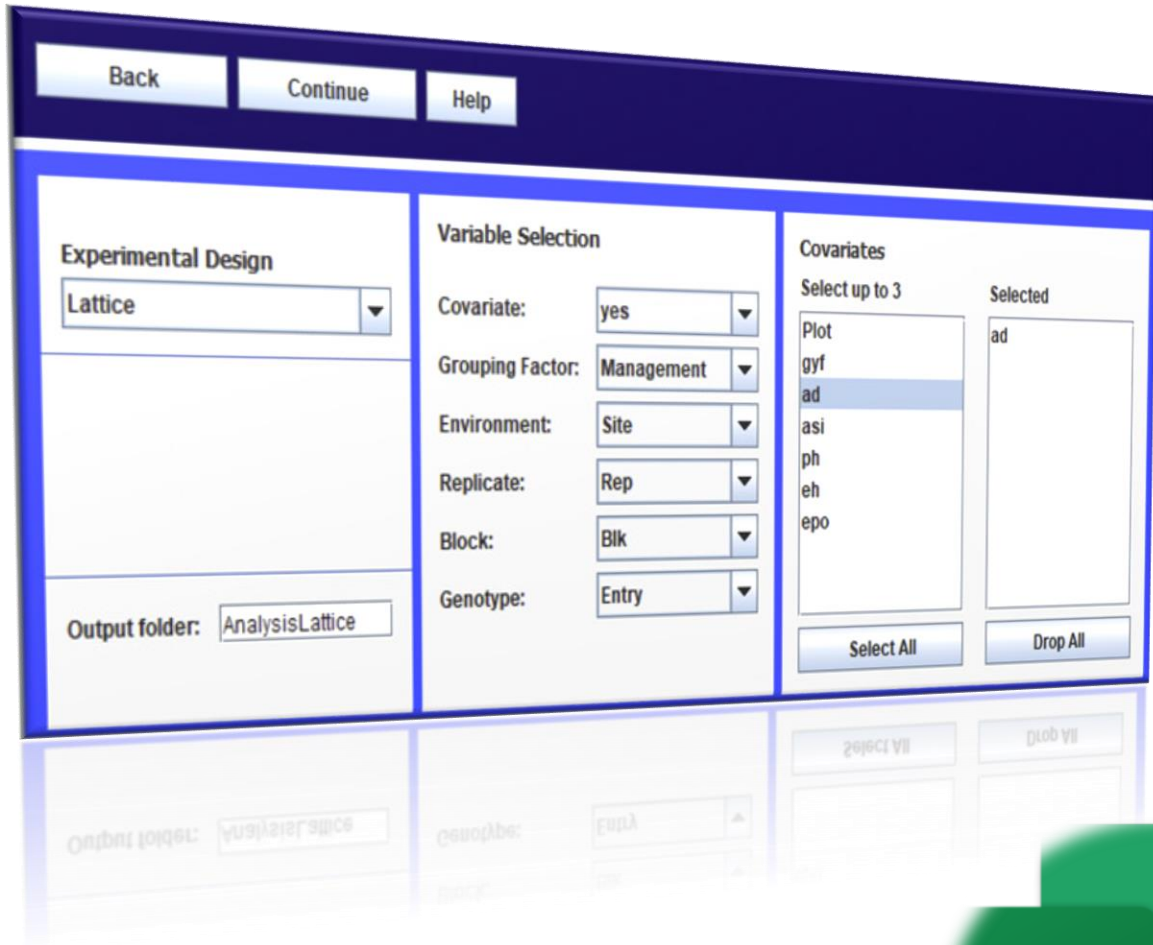 Back Continue Help
Experimental Design
Lattice
Output folder: AnalysisLattice
Variable Selection
Covariate: yes
Grouping Factor: Management
Environment: Site
Replicate: Rep
Block: Blk
Genotype: Entry
Covariates
Select up to 3
Plot
gyf
ad
asi
ph
eh
epo
Select All
Selected
ad
Drop All